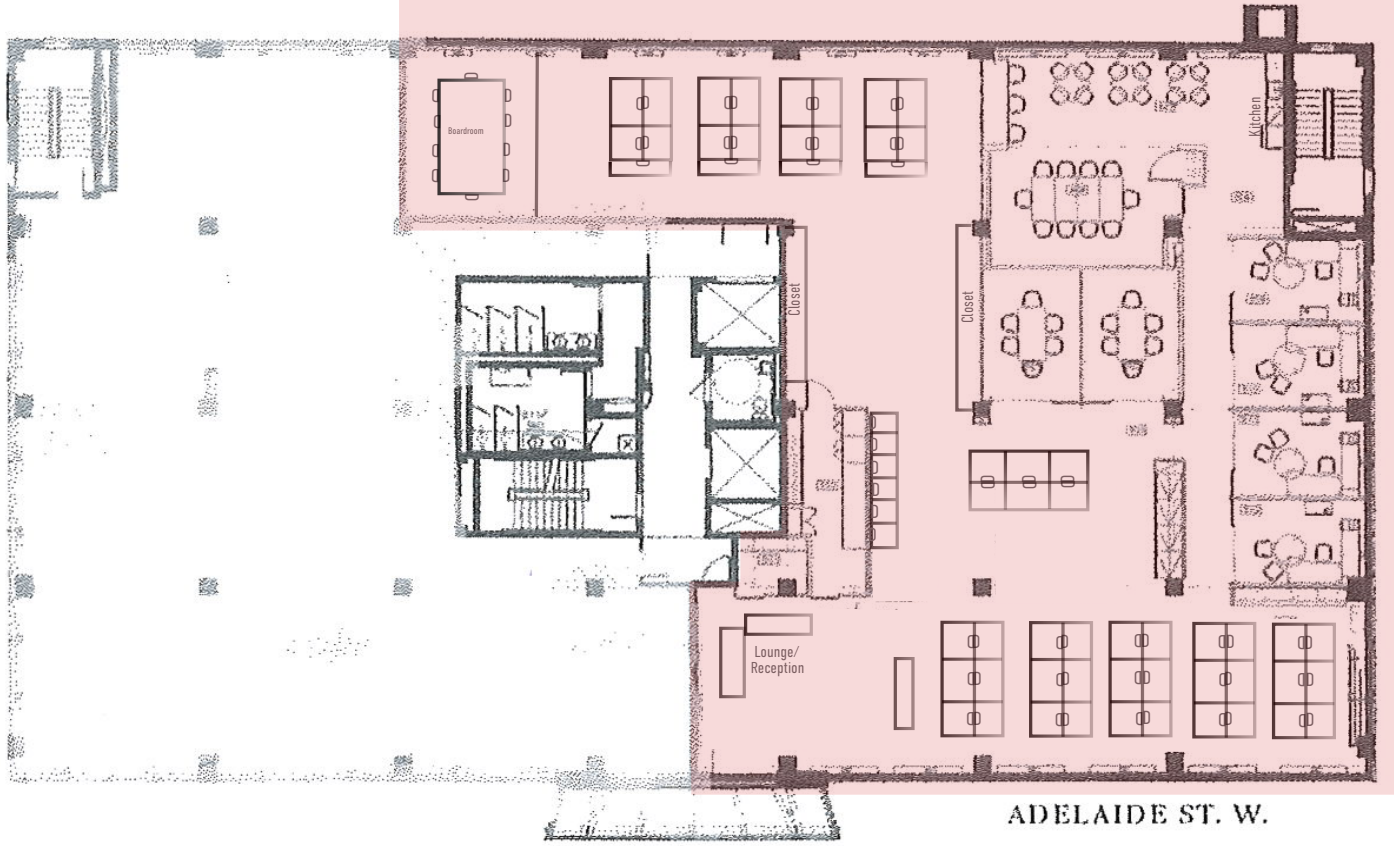 Boardroom
Kitchen
Closet
Closet
Lounge/
Reception
ADELAIDE ST. W.